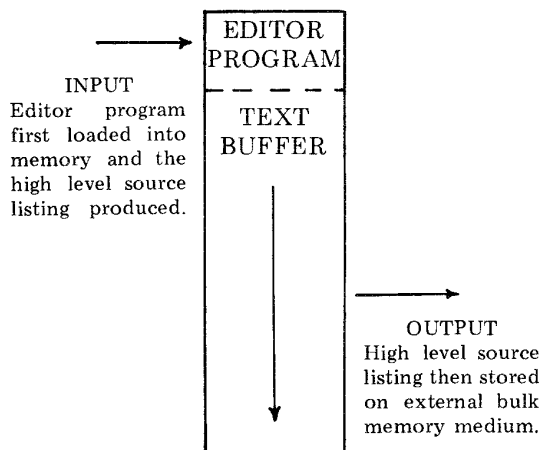 EDITOR
PROGRAM
INPUT
Editor program
first loaded into
memory and the
high level source
listing produced.
TEXT
BUFFER
OUTPUT
High level source
listing then stored
on external bulk
memory medium.